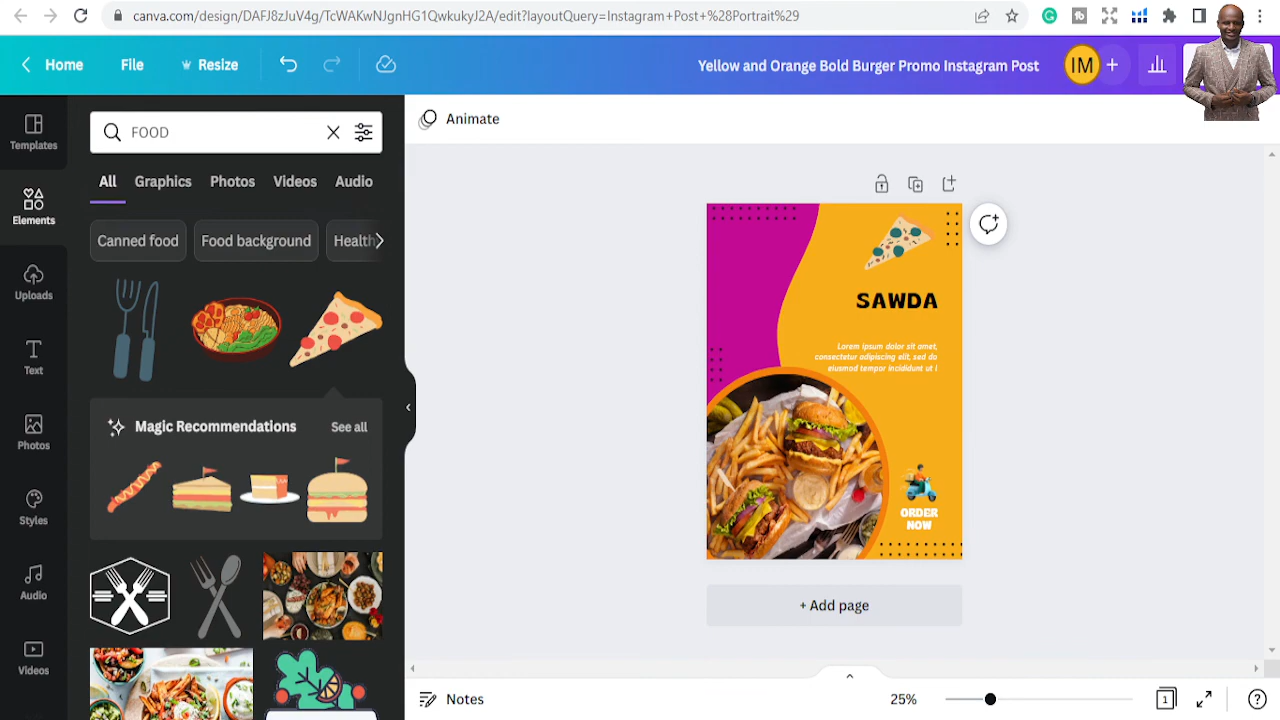 canva.com/design/DAFJ8zJuV4g/TcWAKwNJgnHG1QwkukyJ2A/edit?layoutQuery=Instagram+Post+%28Portrait%29
Home
File
Resize
Yellow and Orange Bold Burger Promo Instagram Post
IM
+
Templates
Elements
Uploads
Text
Photos
Styles
Audio
Videos
FOOD
All
Graphics
Photos
Videos
Audio
Canned food
Food background
Health
Magic Recommendations
See all
Animate
SAWDA
Lorem ipsum dolor sit amet,
consectetur adipiscing elit, sed do
eiusmod tempor incididunt ut l
ORDER
NOW
+ Add page
Notes
25%
1
?